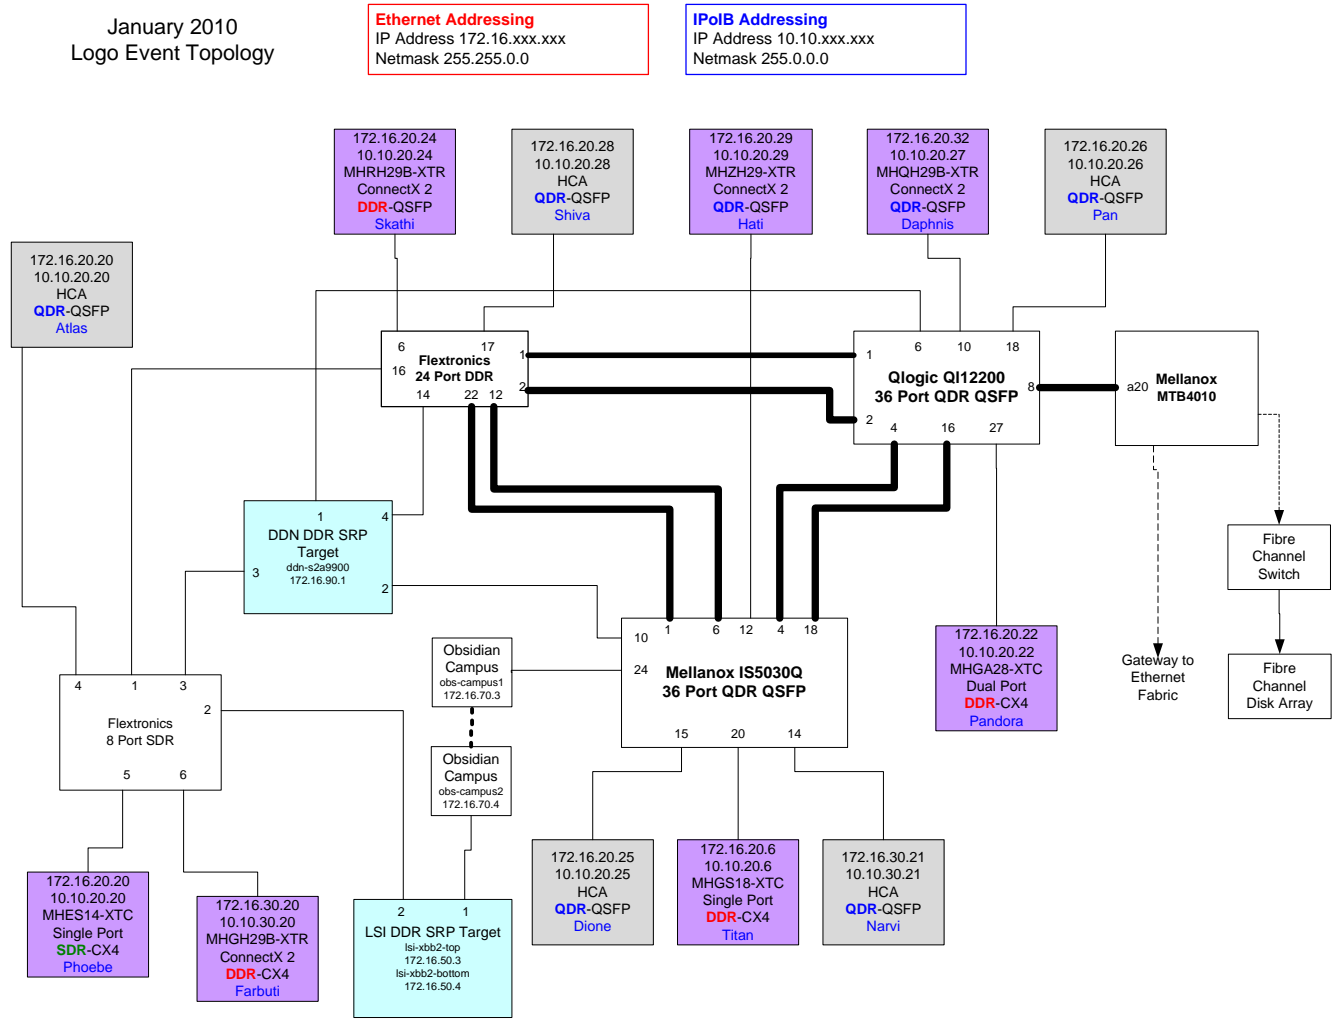 January 2010
Logo Event Topology
Ethernet Addressing
IP Address 172.16.xxx.xxx
Netmask 255.255.0.0
IPoIB Addressing
IP Address 10.10.xxx.xxx
Netmask 255.0.0.0
172.16.20.24
10.10.20.24
MHRH29B-XTR
ConnectX 2
DDR-QSFP
Skathi
172.16.20.28
10.10.20.28
HCA
QDR-QSFP
Shiva
172.16.20.29
10.10.20.29
MHZH29-XTR
ConnectX 2
QDR-QSFP
Hati
172.16.20.32
10.10.20.27
MHQH29B-XTR
ConnectX 2
QDR-QSFP
Daphnis
172.16.20.26
10.10.20.26
HCA
QDR-QSFP
Pan
172.16.20.20
10.10.20.20
HCA
QDR-QSFP
Atlas
6
17
1
16
Flextronics
24 Port DDR
2
14
22
12
1
6
10
18
Qlogic QI12200
36 Port QDR QSFP
8
2
4
16
27
a20
Mellanox
MTB4010
1
4
DDN DDR SRP
Target
ddn-s2a9900
172.16.90.1
3
2
Fibre
Channel
Switch
1
6
12
4
18
10
24
Mellanox IS5030Q
36 Port QDR QSFP
15
20
14
Obsidian
Campus
obs-campus1
172.16.70.3
Obsidian
Campus
obs-campus2
172.16.70.4
172.16.20.22
10.10.20.22
MHGA28-XTC
Dual Port
DDR-CX4
Pandora
Gateway to
Ethernet
Fabric
Fibre
Channel
Disk Array
4
1
3
2
Flextronics
8 Port SDR
5
6
172.16.20.20
10.10.20.20
MHES14-XTC
Single Port
SDR-CX4
Phoebe
172.16.30.20
10.10.30.20
MHGH29B-XTR
ConnectX 2
DDR-CX4
Farbuti
2
1
LSI DDR SRP Target
lsi-xbb2-top
172.16.50.3
lsi-xbb2-bottom
172.16.50.4
172.16.20.25
10.10.20.25
HCA
QDR-QSFP
Dione
172.16.20.6
10.10.20.6
MHGS18-XTC
Single Port
DDR-CX4
Titan
172.16.30.21
10.10.30.21
HCA
QDR-QSFP
Narvi